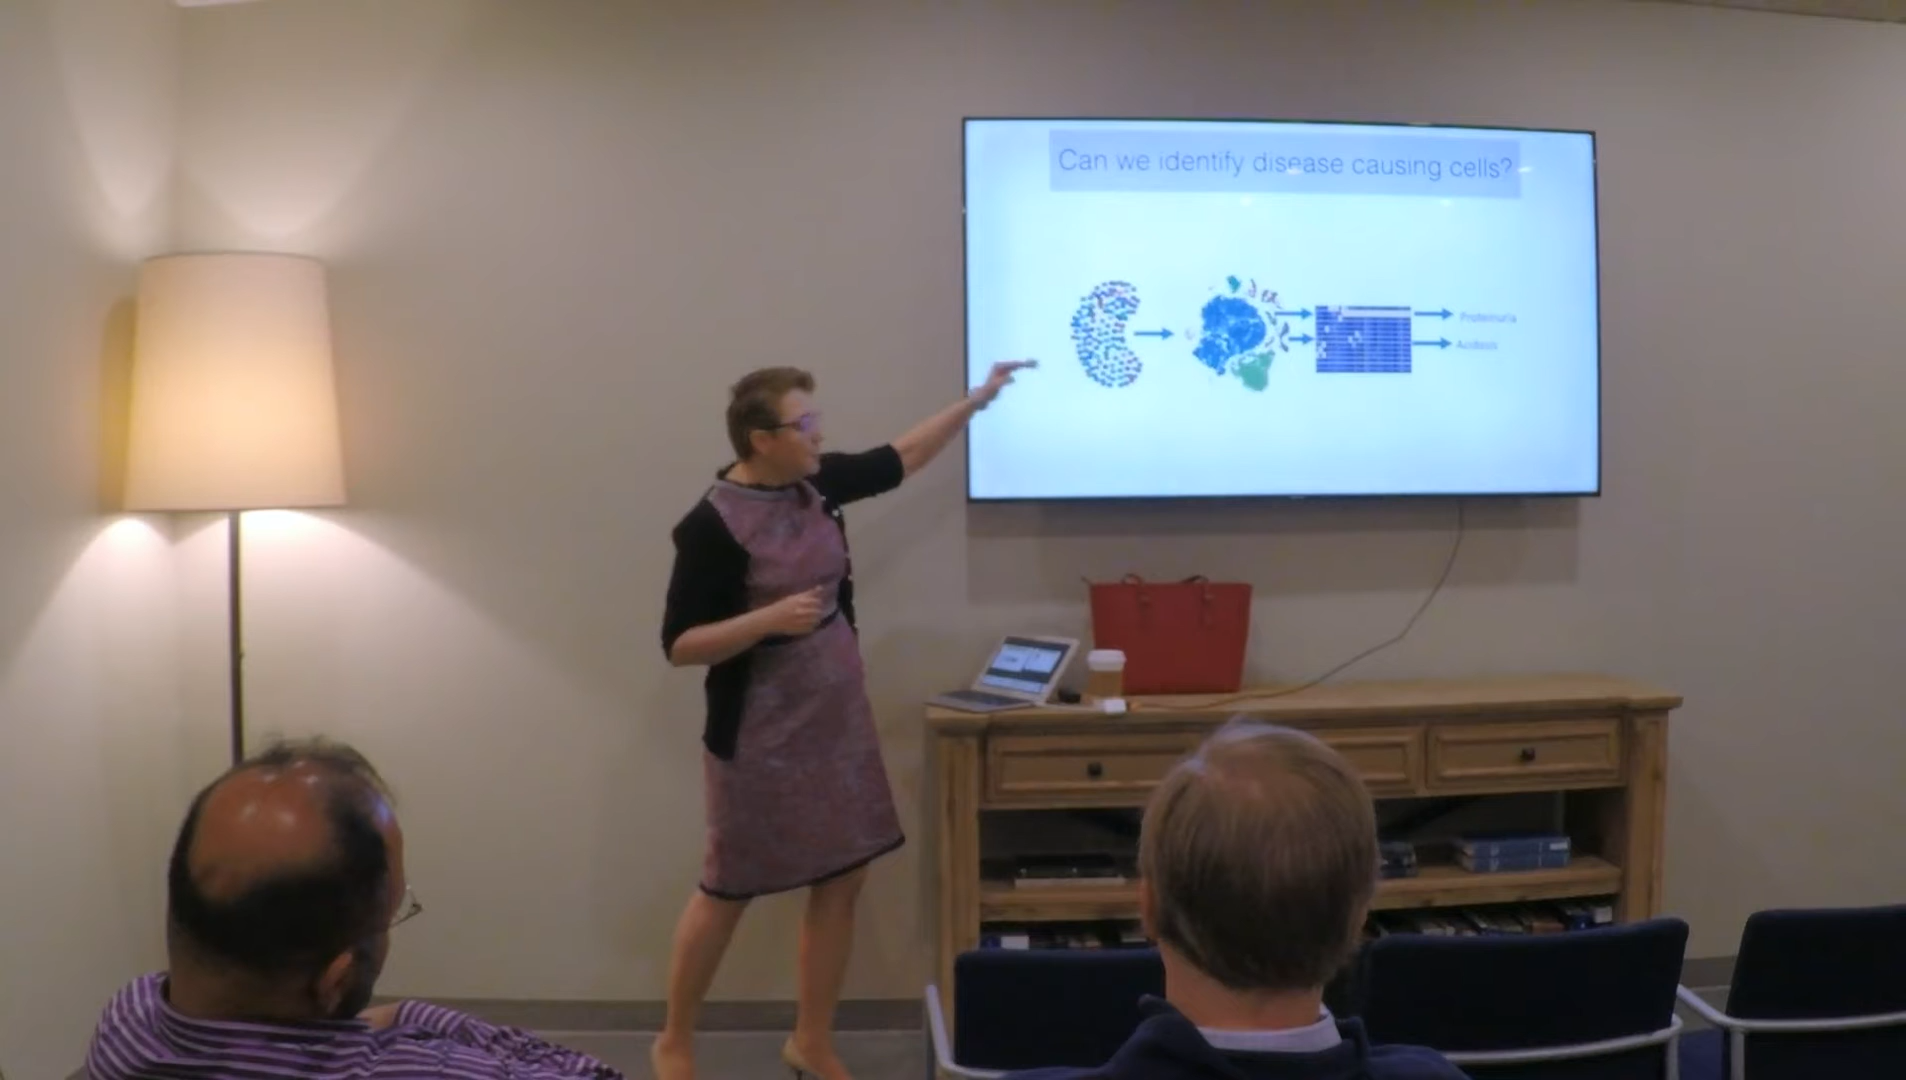 Can we identify disease causing cells?
Proteinuria
Acidosis